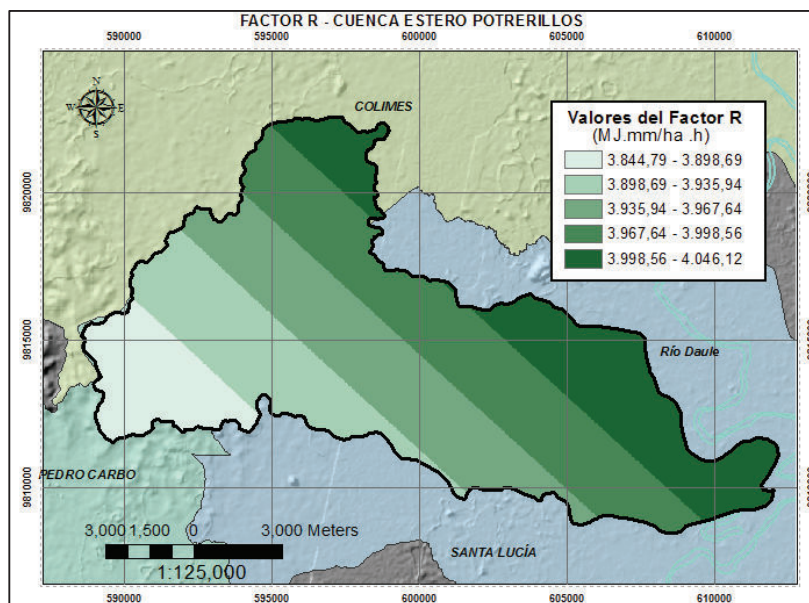 FACTOR R - CUENCA ESTERO POTRERILLOS
590000 595000 600000 605000 610000
N
W E
S
COLIMES
Valores del Factor R
(MJ.mm/ha .h)
3.844,79 - 3.898,69
3.898,69 - 3.935,94
3.935,94 - 3.967,64
3.967,64 - 3.998,56
3.998,56 - 4.046,12
9820000
9815000
Río Daule
9810000
PEDRO CARBO
3,000 1,500 0 3,000 Meters
1:125,000
SANTA LUCÍA
590000 595000 600000 605000 610000